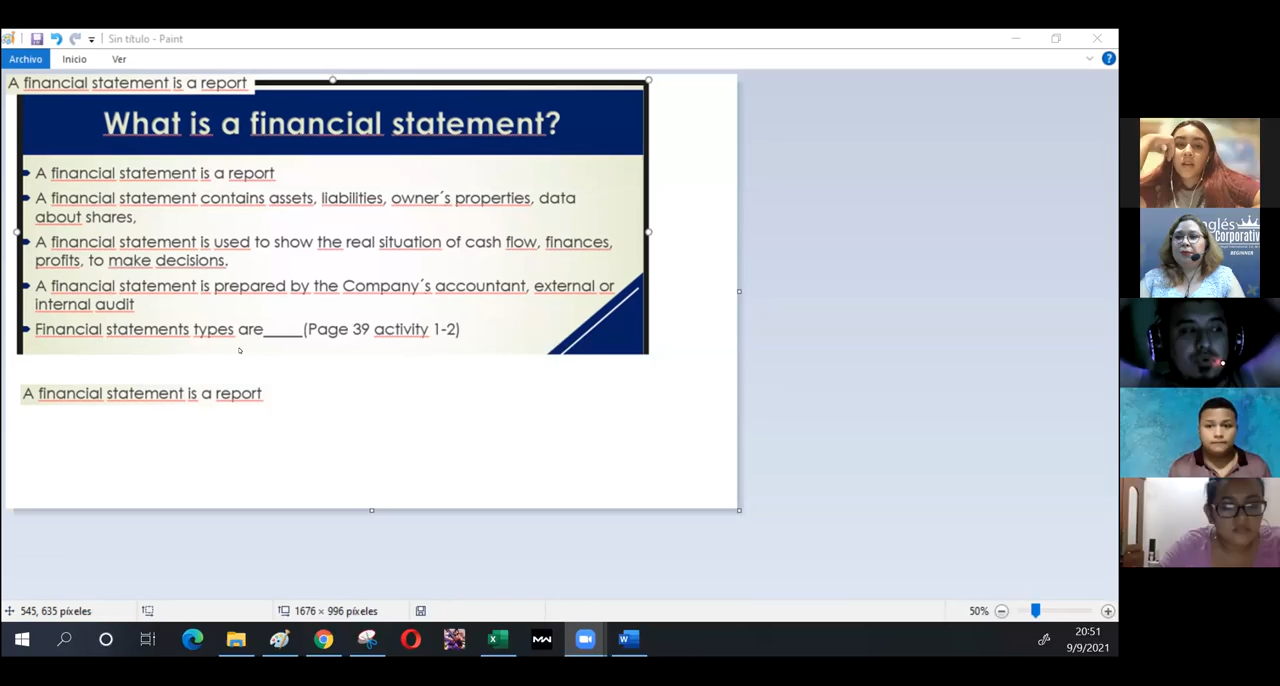 Sin título - Paint
Archivo Inicio Ver
A financial statement is a report
What is a financial statement?
A financial statement is a report
A financial statement contains assets, liabilities, owner´s properties, data
about shares,
A financial statement is used to show the real situation of cash flow, finances,
profits, to make decisions.
A financial statement is prepared by the Company´s accountant, external or
internal audit
Financial statements types are_____(Page 39 activity 1-2)
A financial statement is a report
nglés
Corporativ
BEGINNER
545, 635 píxeles
1676 × 996 píxeles
50%
20:51
9/9/2021